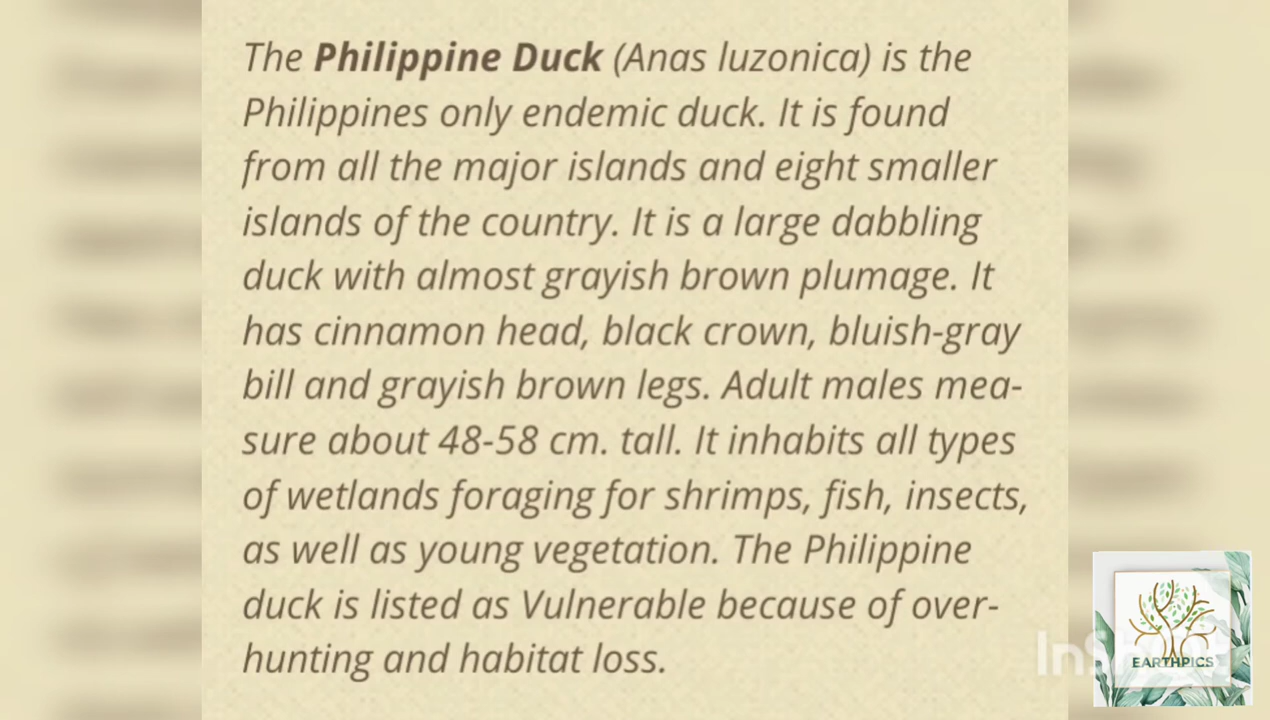 The Philippine Duck (Anas luzonica) is the
Philippines only endemic duck. It is found
from all the major islands and eight smaller
islands of the country. It is a large dabbling
duck with almost grayish brown plumage. It
has cinnamon head, black crown, bluish-gray
bill and grayish brown legs. Adult males mea-
sure about 48-58 cm. tall. It inhabits all types
of wetlands foraging for shrimps, fish, insects,
as well as young vegetation. The Philippine
duck is listed as Vulnerable because of over-
hunting and habitat loss.
EARTHPICS